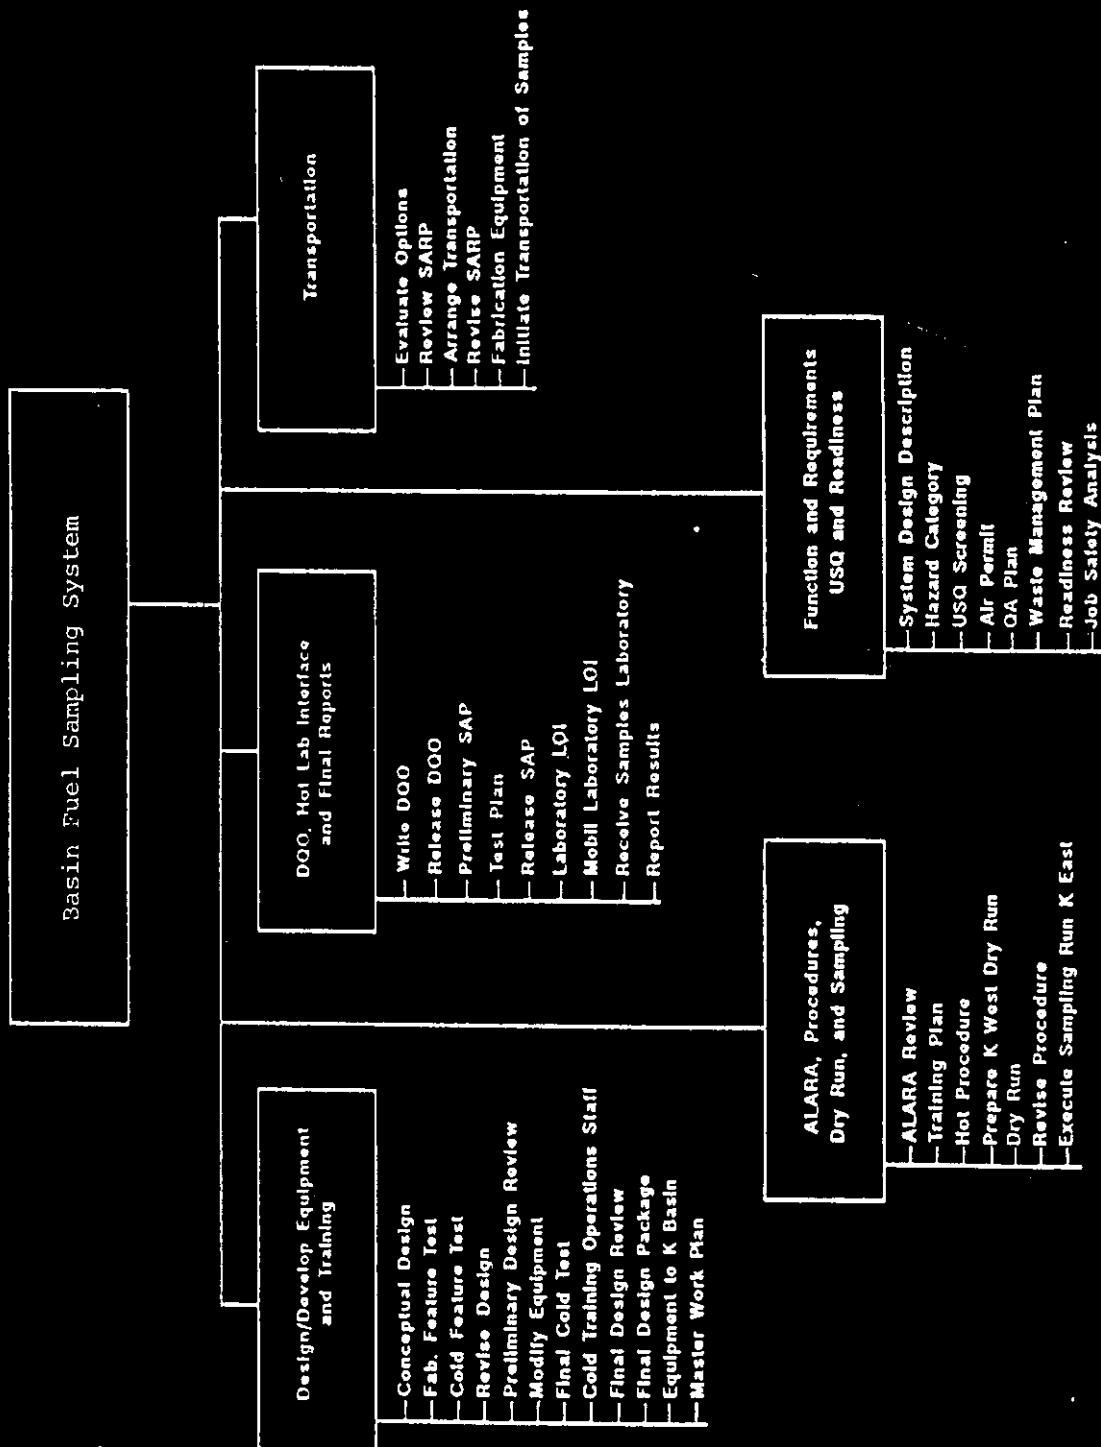 Basin Fuel Sampling System
Design/Develop Equipment
and Training
Conceptual Design
Fab. Feature Test
Cold Feature Test
Revise Design
Preliminary Design Review
Modify Equipment
Final Cold Test
Cold Training Operations Staff
Final Design Review
Final Design Package
Equipment to K Basin
Master Work Plan
DQO, Hot Lab Interface
and Final Reports
Write DQO
Release DQO
Preliminary SAP
Test Plan
Release SAP
Laboratory LOI
Mobil Laboratory LOI
Receive Samples Laboratory
Report Results
Transportation
Evaluate Options
Review SARP
Arrange Transportation
Revise SARP
Fabrication Equipment
Initiate Transportation of Samples
ALARA, Procedures,
Dry Run, and Sampling
ALARA Review
Training Plan
Hot Procedure
Prepare K West Dry Run
Dry Run
Revise Procedure
Execute Sampling Run K East
Function and Requirements
USQ and Readiness
System Design Description
Hazard Category
USQ Screening
Air Permit
QA Plan
Waste Management Plan
Readiness Review
Job Safety Analysis